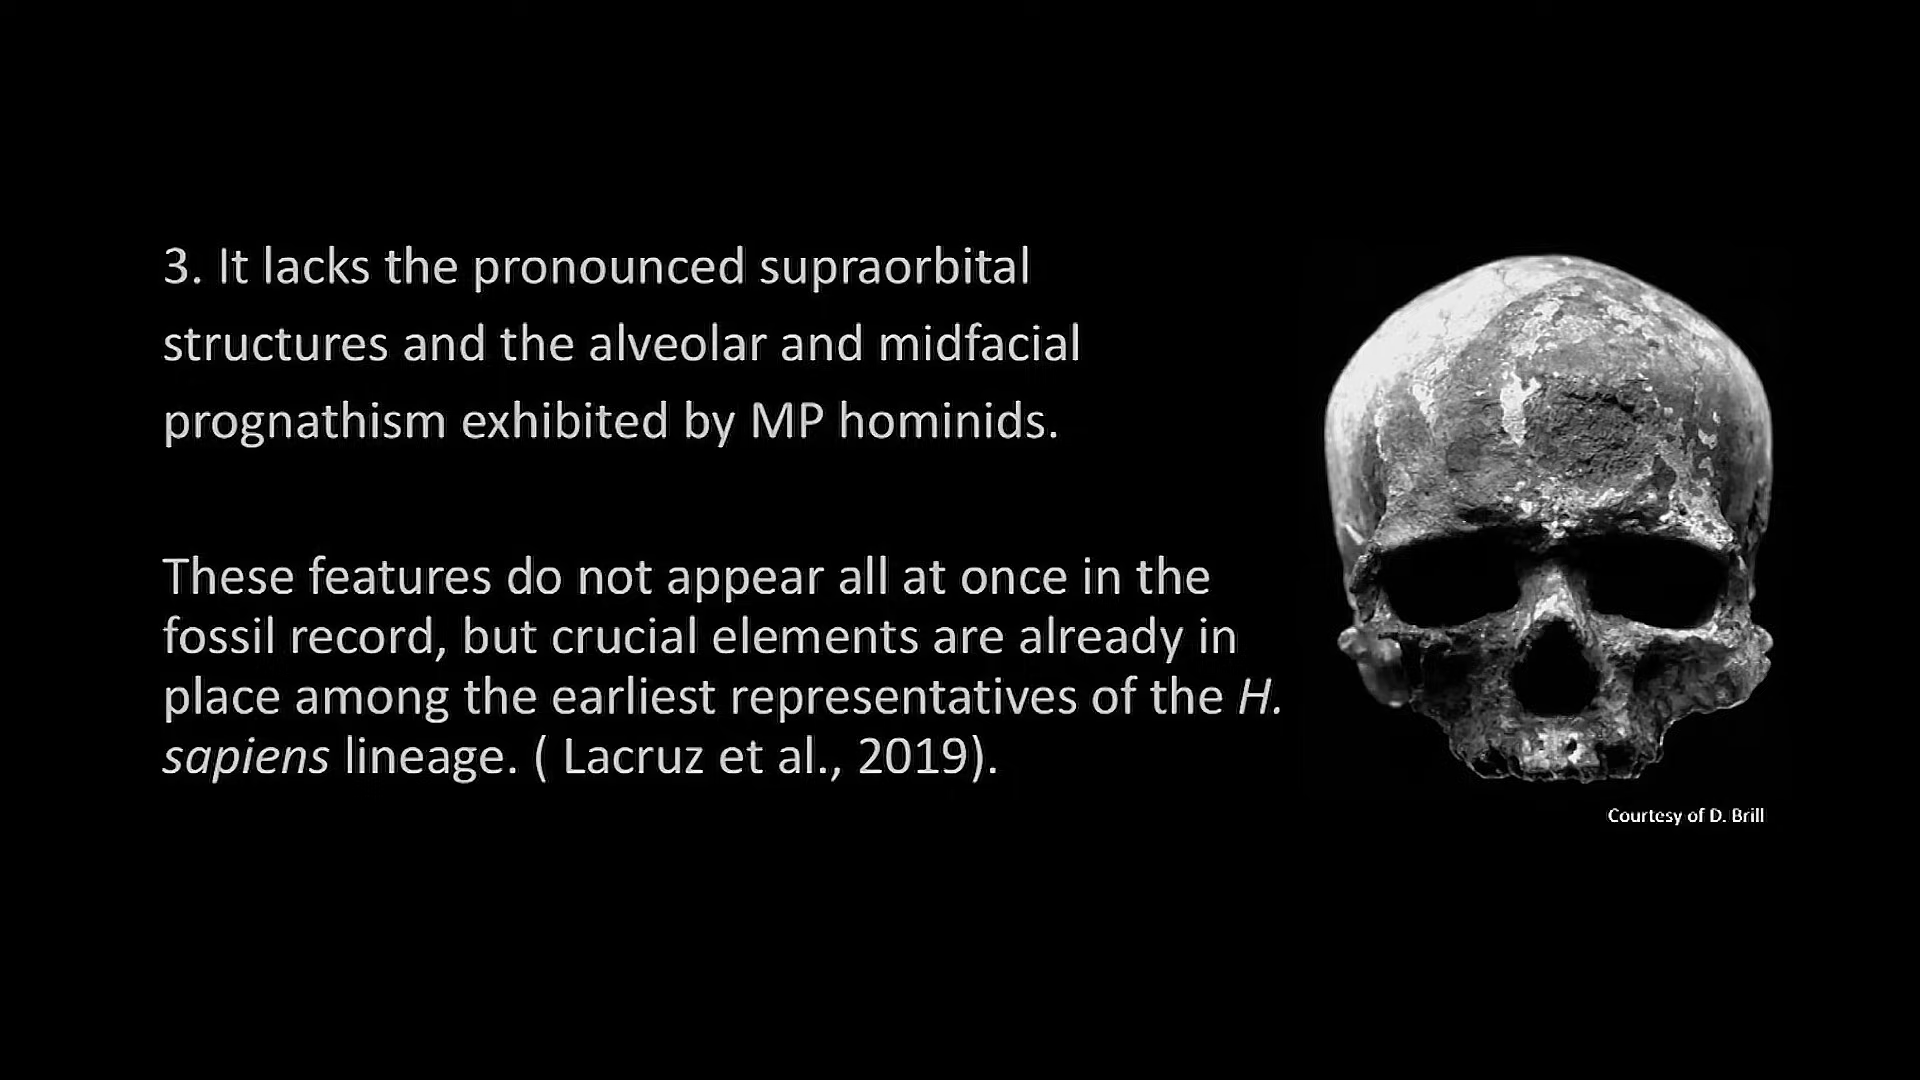 3. It lacks the pronounced supraorbital
structures and the alveolar and midfacial
prognathism exhibited by MP hominids.
These features do not appear all at once in the
fossil record, but crucial elements are already in
place among the earliest representatives of the H.
sapiens lineage. ( Lacruz et al., 2019).
Courtesy of D. Brill